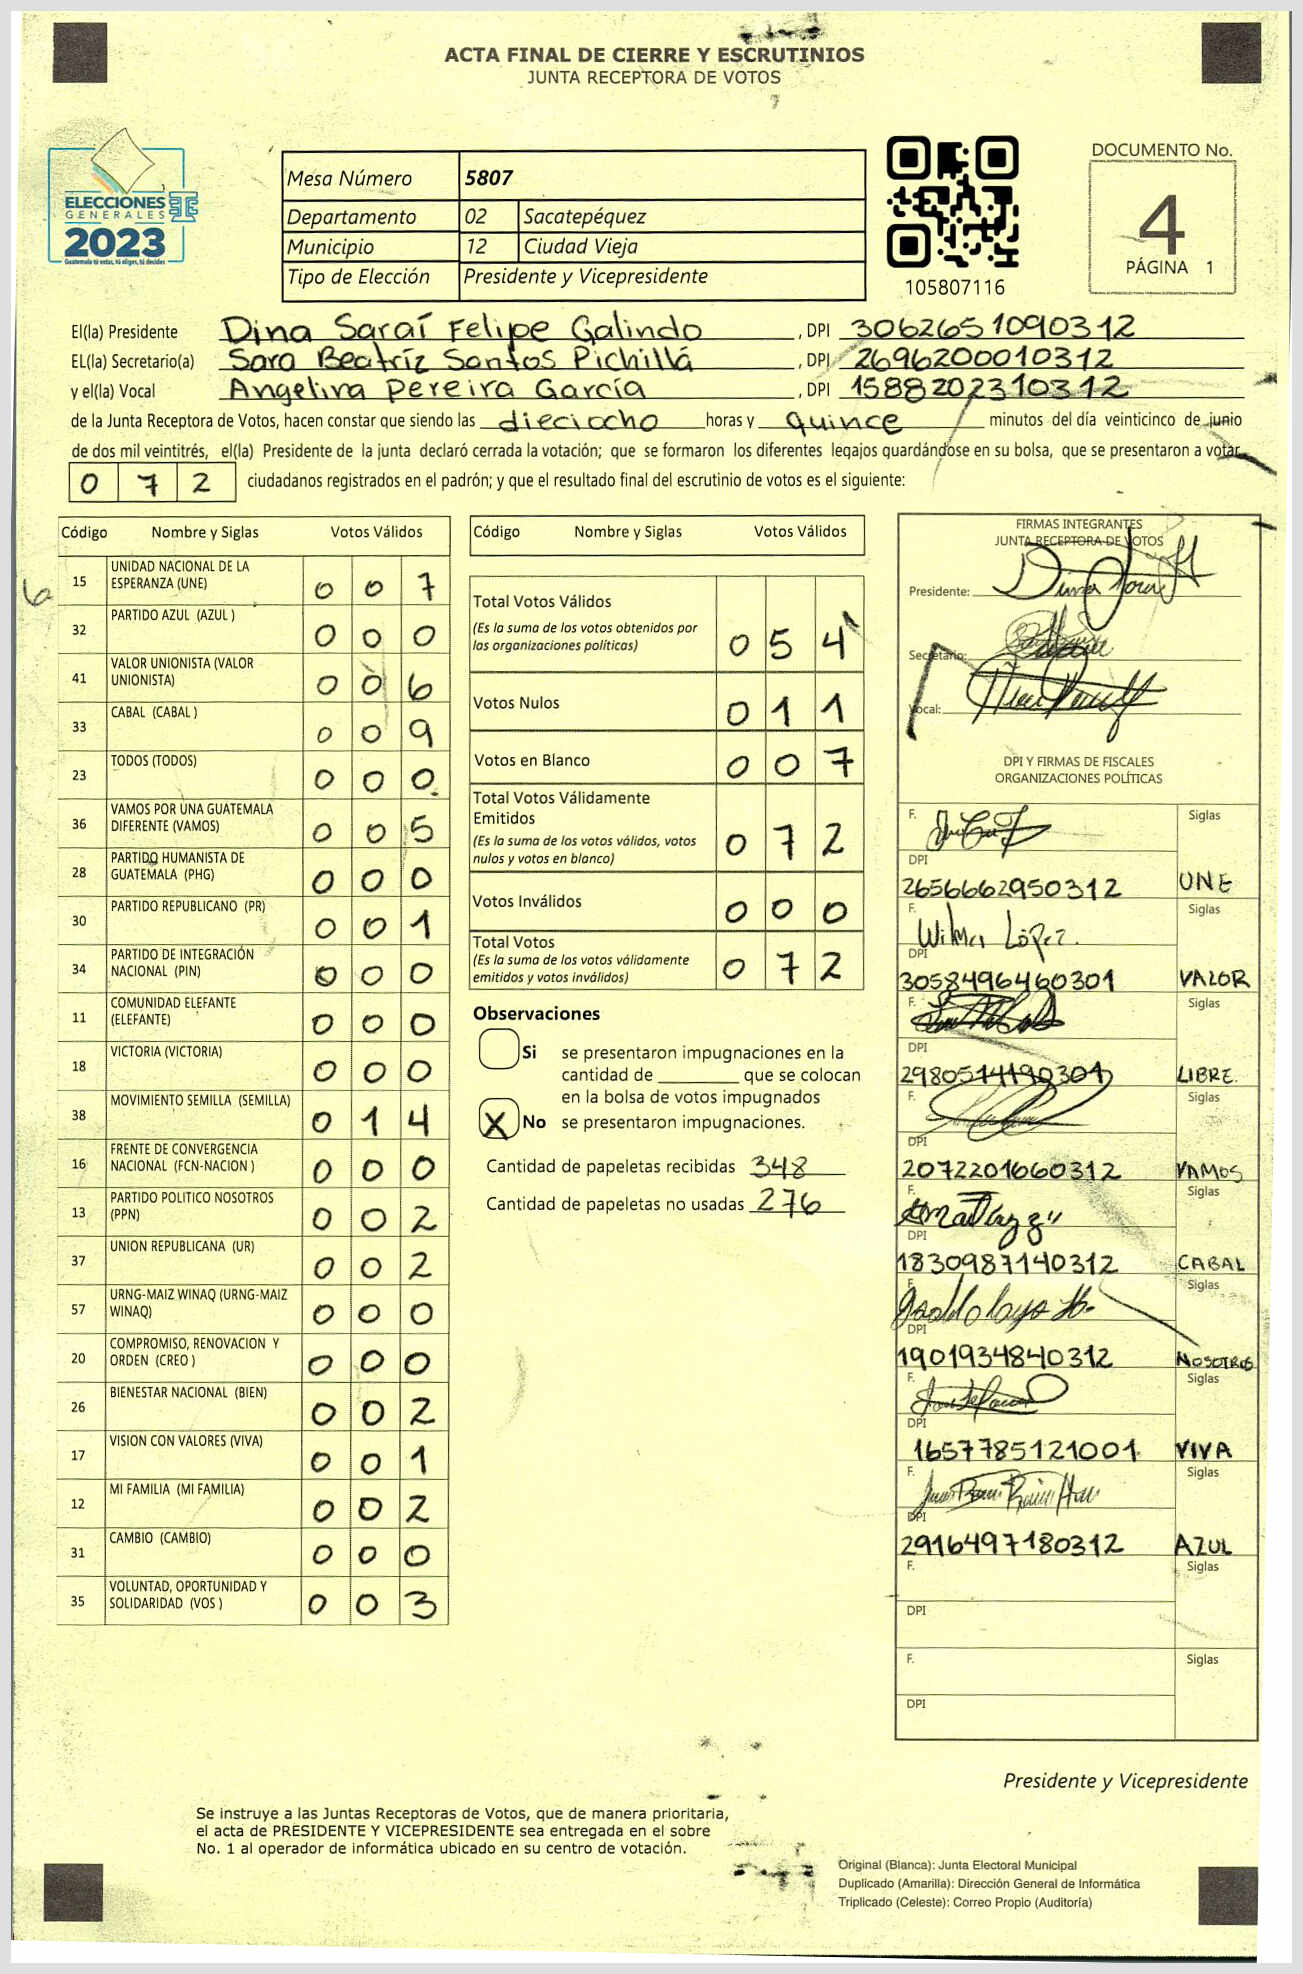 ACTA FINAL DE CIERRE Y ESCRUTINIOS
JUNTA RECEPTORA DE VOTOS
ELECCIONES
GENERALES
2023
Guatemala tú votas, tú eliges, tú decides
Mesa Número 5807
Departamento 02 Sacatepéquez
Municipio 12 Ciudad Vieja
Tipo de Elección Presidente y Vicepresidente
105807116
DOCUMENTO No.
4
PÁGINA 1
El(la) Presidente Dina Saraí Felipe Galindo , DPI 3062651090312
EL(la) Secretario(a) Sara Beatríz Santos Pichillá , DPI 2696200010312
y el(la) Vocal Angelina Pereira García , DPI 1588202310312
de la Junta Receptora de Votos, hacen constar que siendo las dieciocho horas y quince minutos del día veinticinco de junio
de dos mil veintitrés, el(la) Presidente de la junta declaró cerrada la votación; que se formaron los diferentes legajos guardándose en su bolsa, que se presentaron a votar
0 7 2 ciudadanos registrados en el padrón; y que el resultado final del escrutinio de votos es el siguiente:
Código Nombre y Siglas Votos Válidos
15 UNIDAD NACIONAL DE LA ESPERANZA (UNE) 0 0 7
32 PARTIDO AZUL (AZUL ) 0 0 0
41 VALOR UNIONISTA (VALOR UNIONISTA) 0 0 6
33 CABAL (CABAL ) 0 0 9
23 TODOS (TODOS) 0 0 0
36 VAMOS POR UNA GUATEMALA DIFERENTE (VAMOS) 0 0 5
28 PARTIDO HUMANISTA DE GUATEMALA (PHG) 0 0 0
30 PARTIDO REPUBLICANO (PR) 0 0 1
34 PARTIDO DE INTEGRACIÓN NACIONAL (PIN) 0 0 0
11 COMUNIDAD ELEFANTE (ELEFANTE) 0 0 0
18 VICTORIA (VICTORIA) 0 0 0
38 MOVIMIENTO SEMILLA (SEMILLA) 0 1 4
16 FRENTE DE CONVERGENCIA NACIONAL (FCN-NACION ) 0 0 0
13 PARTIDO POLITICO NOSOTROS (PPN) 0 0 2
37 UNION REPUBLICANA (UR) 0 0 2
57 URNG-MAIZ WINAQ (URNG-MAIZ WINAQ) 0 0 0
20 COMPROMISO, RENOVACION Y ORDEN (CREO ) 0 0 0
26 BIENESTAR NACIONAL (BIEN) 0 0 2
17 VISION CON VALORES (VIVA) 0 0 1
12 MI FAMILIA (MI FAMILIA) 0 0 2
31 CAMBIO (CAMBIO) 0 0 0
35 VOLUNTAD, OPORTUNIDAD Y SOLIDARIDAD (VOS ) 0 0 3
Código Nombre y Siglas Votos Válidos
Total Votos Válidos
(Es la suma de los votos obtenidos por
las organizaciones políticas) 0 5 4
Votos Nulos 0 1 1
Votos en Blanco 0 0 7
Total Votos Válidamente
Emitidos
(Es la suma de los votos válidos, votos
nulos y votos en blanco) 0 7 2
Votos Inválidos 0 0 0
Total Votos
(Es la suma de los votos válidamente
emitidos y votos inválidos) 0 7 2
Observaciones
Si se presentaron impugnaciones en la
cantidad de ________ que se colocan
en la bolsa de votos impugnados
X No se presentaron impugnaciones.
Cantidad de papeletas recibidas 348
Cantidad de papeletas no usadas 276
FIRMAS INTEGRANTES
JUNTA RECEPTORA DE VOTOS
Presidente:
Secretario:
Vocal:
DPI Y FIRMAS DE FISCALES
ORGANIZACIONES POLÍTICAS
F. Siglas
DPI
2656662950312 UNE
F. Wilmer López. Siglas
DPI
3058496460301 VALOR
F. Siglas
DPI
2980514190301 LIBRE.
F. Siglas
DPI
2072201660312 VAMOS
F. Siglas
DPI
1830987140312 CABAL
F. Siglas
DPI
1901934840312 NOSOTROS
F. Siglas
DPI
1657785121001 VIVA
F. Siglas
DPI
2916497180312 AZUL
F. Siglas
DPI
F. Siglas
DPI
Presidente y Vicepresidente
Se instruye a las Juntas Receptoras de Votos, que de manera prioritaria,
el acta de PRESIDENTE Y VICEPRESIDENTE sea entregada en el sobre
No. 1 al operador de informática ubicado en su centro de votación.
Original (Blanca): Junta Electoral Municipal
Duplicado (Amarilla): Dirección General de Informática
Triplicado (Celeste): Correo Propio (Auditoría)